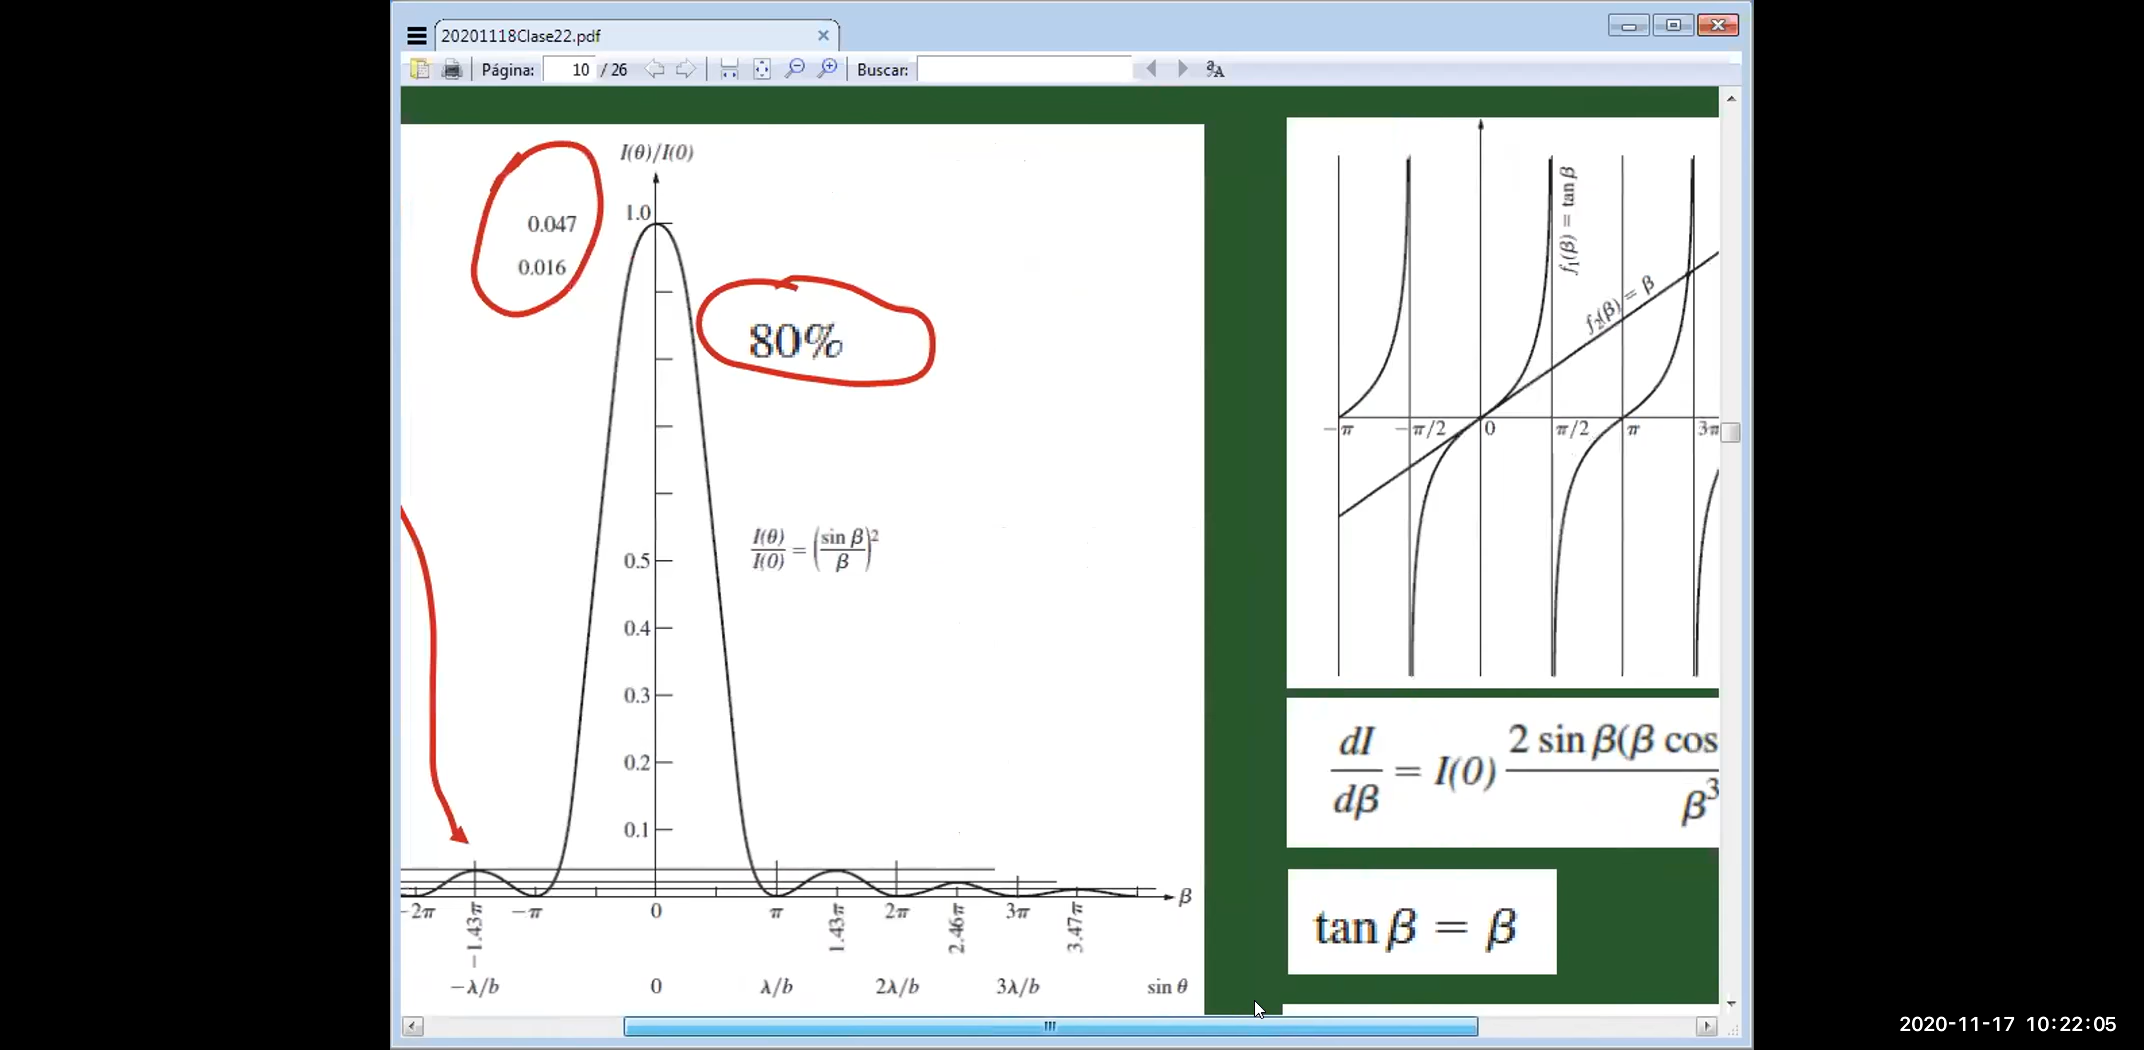 20201118Clase22.pdf
Página: 10 / 26 Buscar:
I(θ)/I(0)
1.0
0.047
0.016
80%
I(θ)/I(0) = (sin β/β)²
0.5
0.4
0.3
0.2
0.1
β
-2π -1.43π -π 0 π 1.43π 2π 2.46π 3π 3.47π
-λ/b 0 λ/b 2λ/b 3λ/b sin θ
f₁(β) = tan β
f₂(β) = β
-π -π/2 0 π/2 π 3π
dI/dβ = I(0) 2 sin β(β cos / β³
tan β = β
2020-11-17 10:22:05